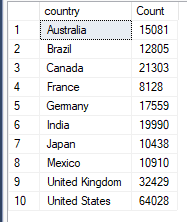 country Count
1 Australia 15081
2 Brazil 12805
3 Canada 21303
4 France 8128
5 Germany 17559
6 India 19990
7 Japan 10438
8 Mexico 10910
9 United Kingdom 32429
10 United States 64028